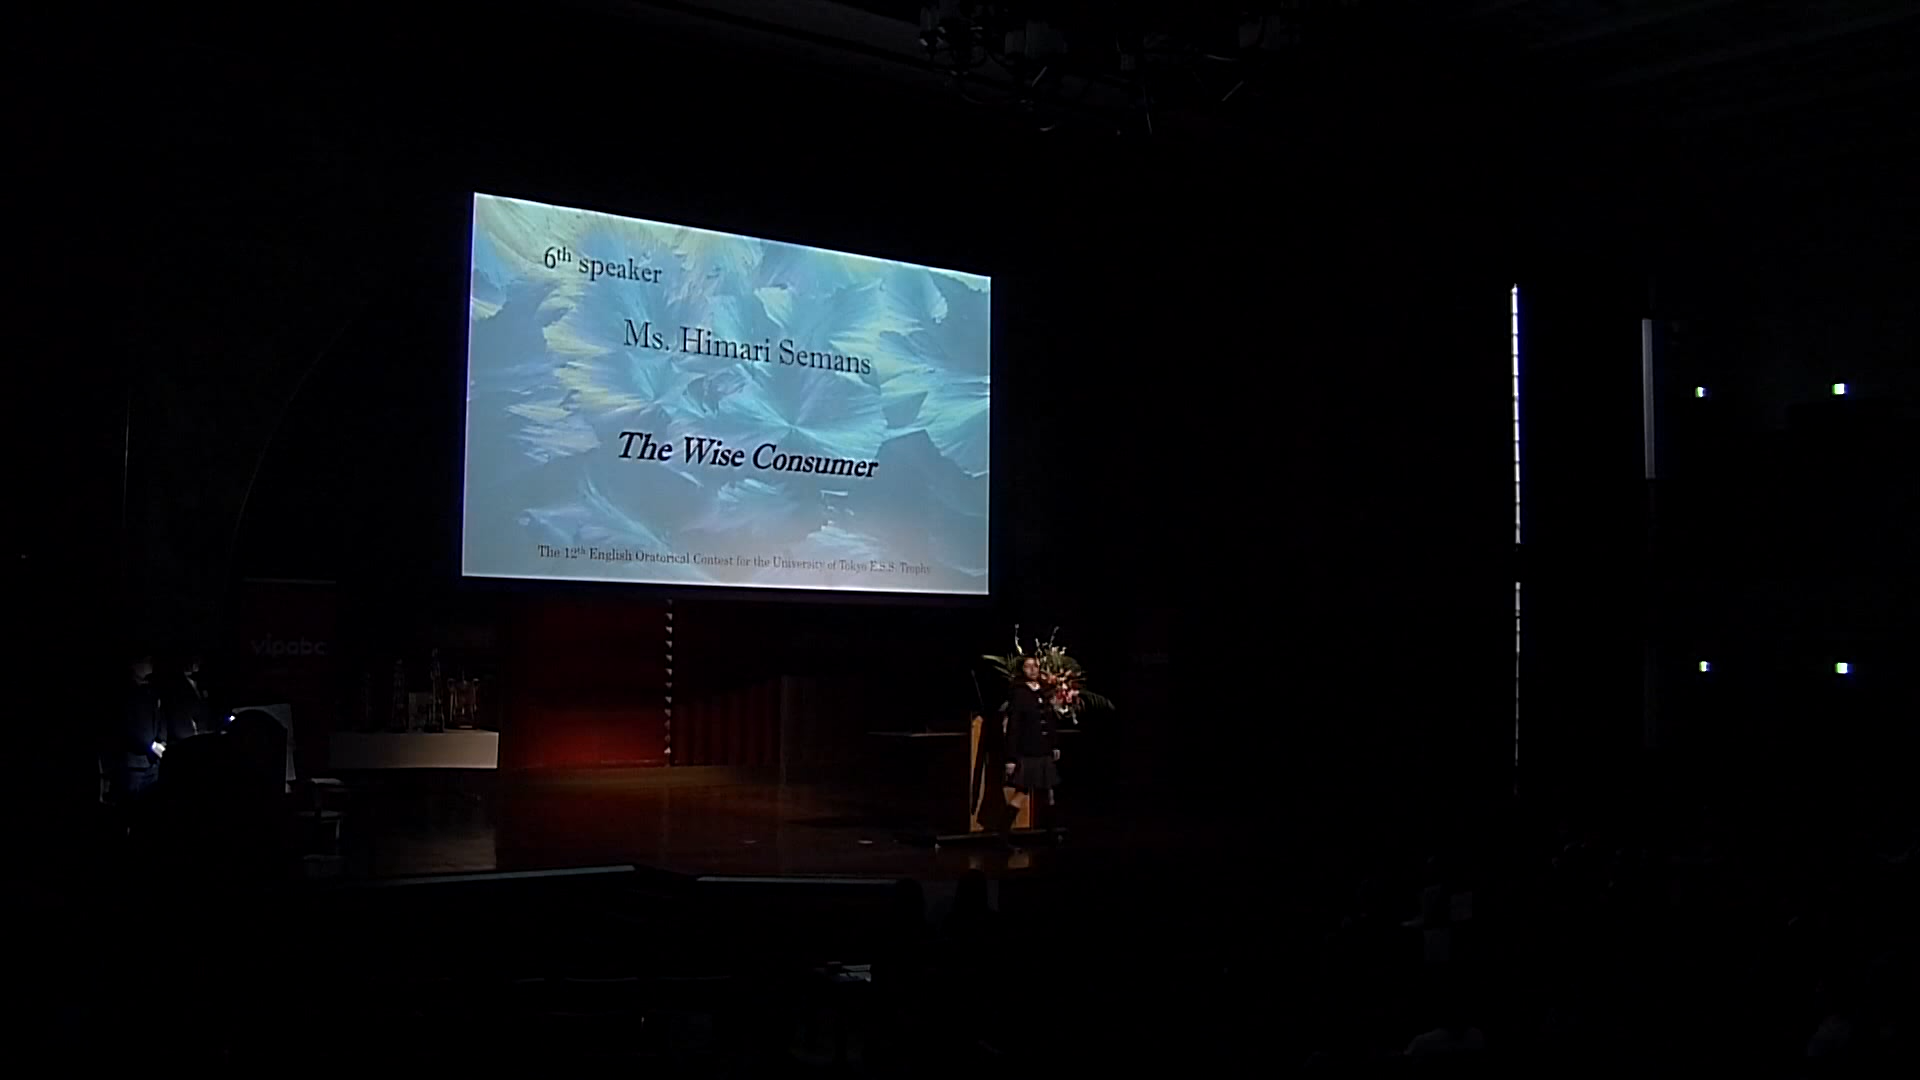 6th speaker
Ms. Himari Semans
The Wise Consumer
The 12th English Oratorical Contest for the University of Tokyo E.S.S. Trophy
vipabc